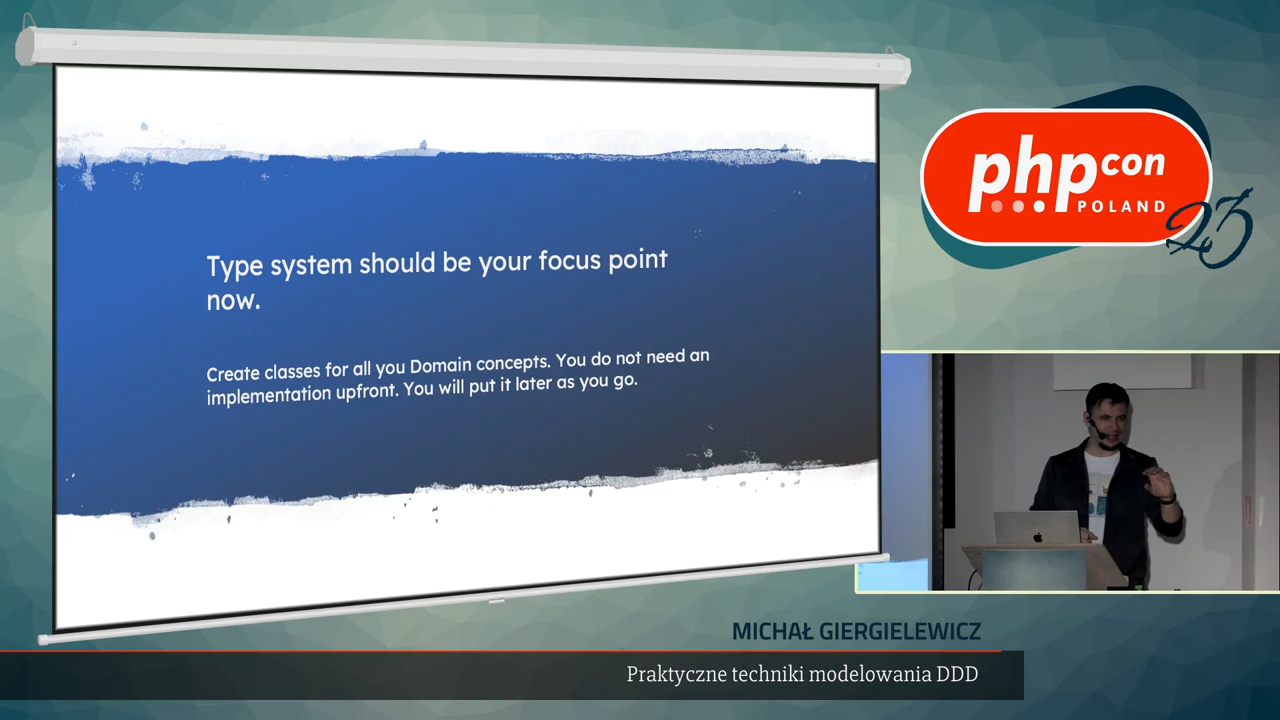 Type system should be your focus point
now.
Create classes for all you Domain concepts. You do not need an
implementation upfront. You will put it later as you go.
phpcon
POLAND
23
MICHAŁ GIERGIELEWICZ
Praktyczne techniki modelowania DDD